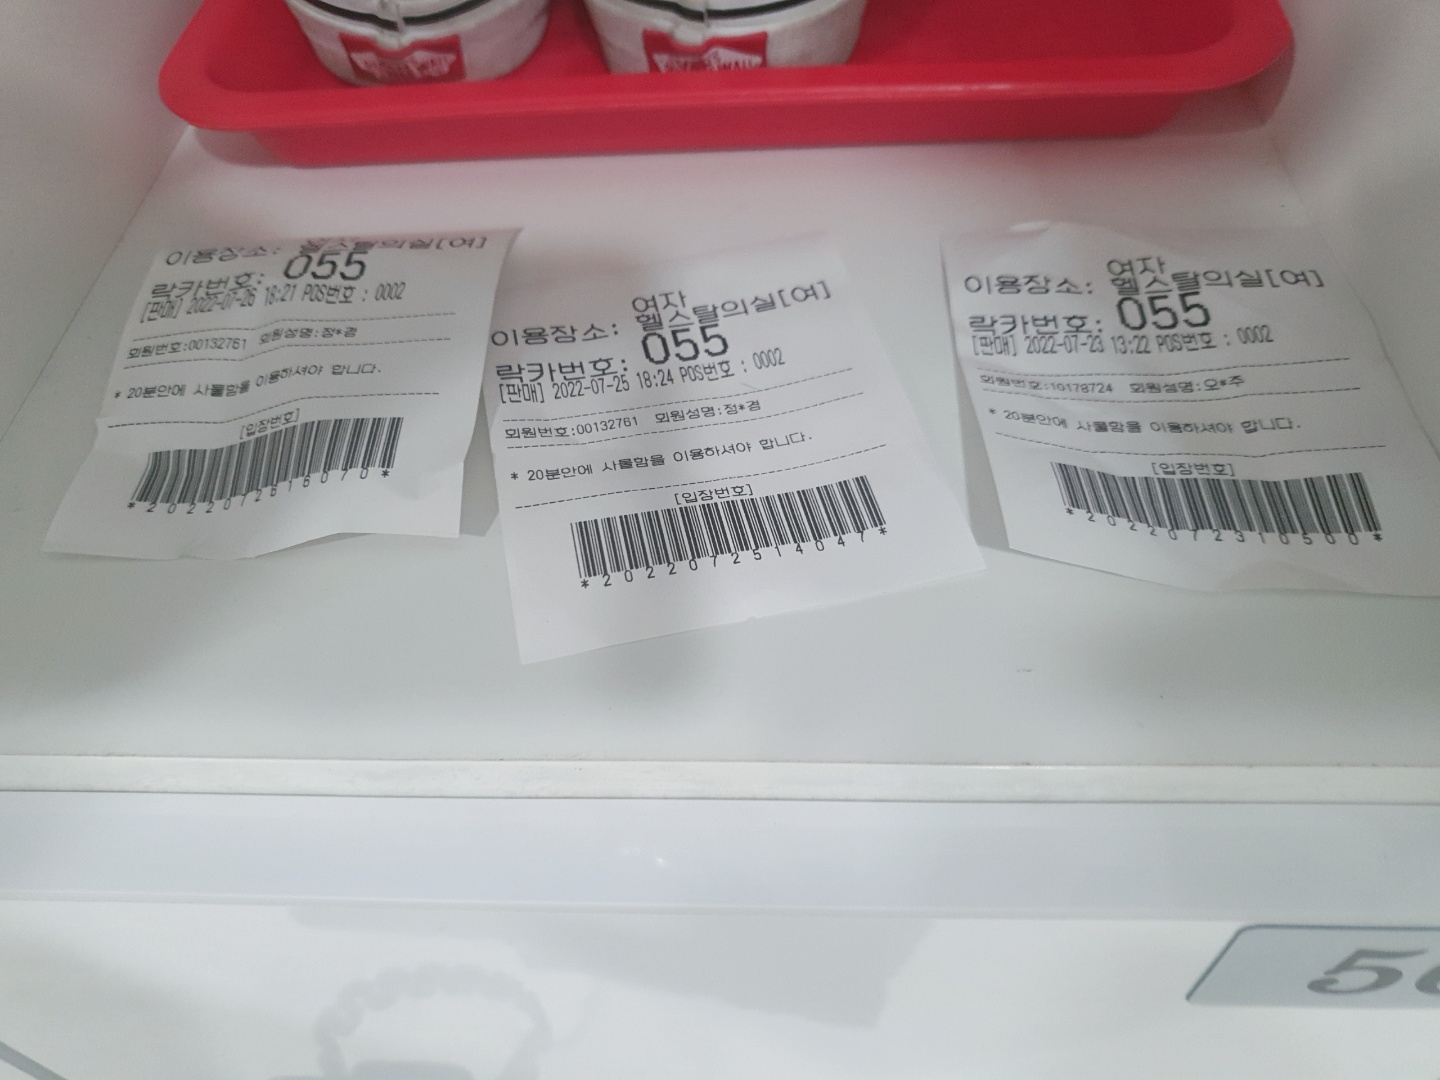 이용장소: 헬스탈의실[여]
락카번호: 055
[판매] 2022-07-26 18:21 POS번호 : 0002
회원번호:00132761 회원성명:정*경
* 20분안에 사물함을 이용하셔야 합니다.
[입장번호]
*2022072616070*
여자
이용장소: 헬스탈의실[여]
락카번호: 055
[판매] 2022-07-25 18:24 POS번호 : 0002
회원번호:00132761 회원성명:정*경
* 20분안에 사물함을 이용하셔야 합니다.
[입장번호]
*2022072514047*
여자
이용장소: 헬스탈의실[여]
락카번호: 055
[판매] 2022-07-23 13:22 POS번호 : 0002
회원번호:10178724 회원성명:오*주
* 20분안에 사물함을 이용하셔야 합니다.
[입장번호]
*2022072310500*